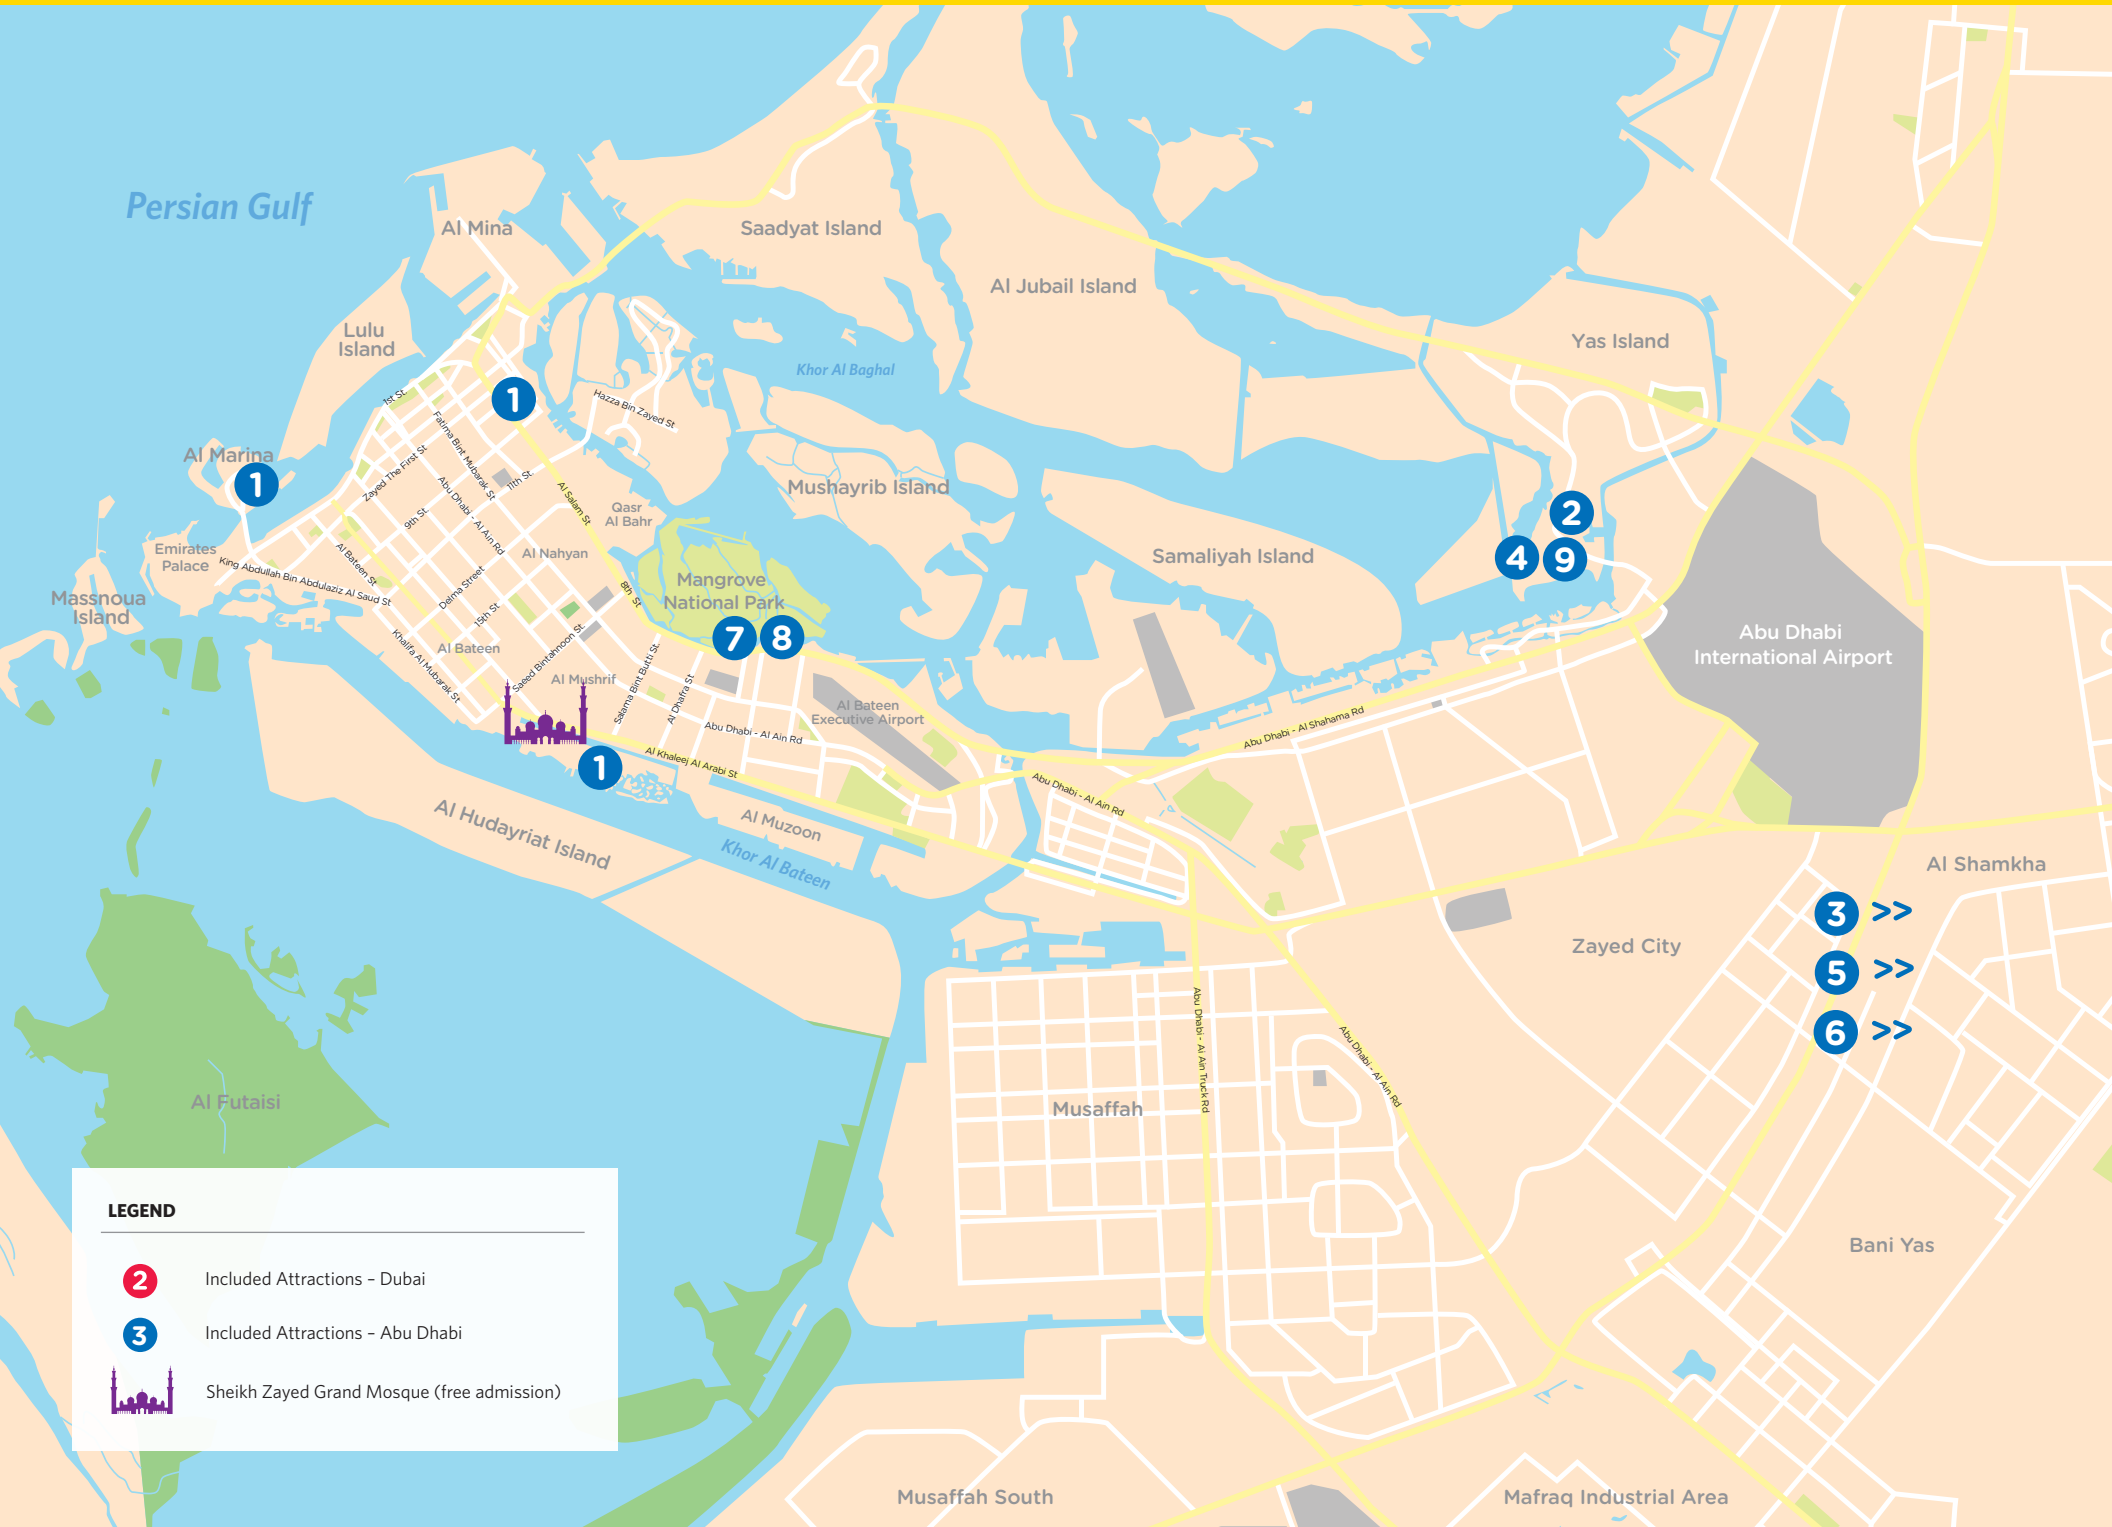 Persian Gulf
Al Mina
Saadyat Island
Al Jubail Island
Lulu
Island
Yas Island
Khor Al Baghal
1st St.
Hazza Bin Zayed St
1
Fatima Bint Mubarak St
Al Marina
1
Zayed The First St
11th St.
Abu Dhabi - Al Ain Rd
Al Salam St
Mushayrib Island
9th St.
Qasr
Al Bahr
2
4
9
Emirates
Palace
King Abdullah Bin Abdulaziz Al Saud St
Al Bateen St
Al Nahyan
Samaliyah Island
Massnoua
Island
Delma Street
8th St
Mangrove
National Park
7
8
15th St
Khalifa Al Mubarak St
Al Bateen
Saeed Bintahnoon St.
Al Mushrif
Salama Bint Butti St.
Al Dhafra St
Abu Dhabi
International Airport
Al Bateen
Executive Airport
Abu Dhabi - Al Ain Rd
Abu Dhabi - Al Shahama Rd
1
Al Khaleej Al Arabi St
Abu Dhabi - Al Ain Rd
Al Hudayriat Island
Al Muzoon
Khor Al Bateen
Al Shamkha
3 >>
Zayed City
5 >>
6 >>
Abu Dhabi - Al Ain Truck Rd
Abu Dhabi - Al Ain Rd
Al Futaisi
Musaffah
Bani Yas
LEGEND
2 Included Attractions – Dubai
3 Included Attractions – Abu Dhabi
Sheikh Zayed Grand Mosque (free admission)
Musaffah South
Mafraq Industrial Area